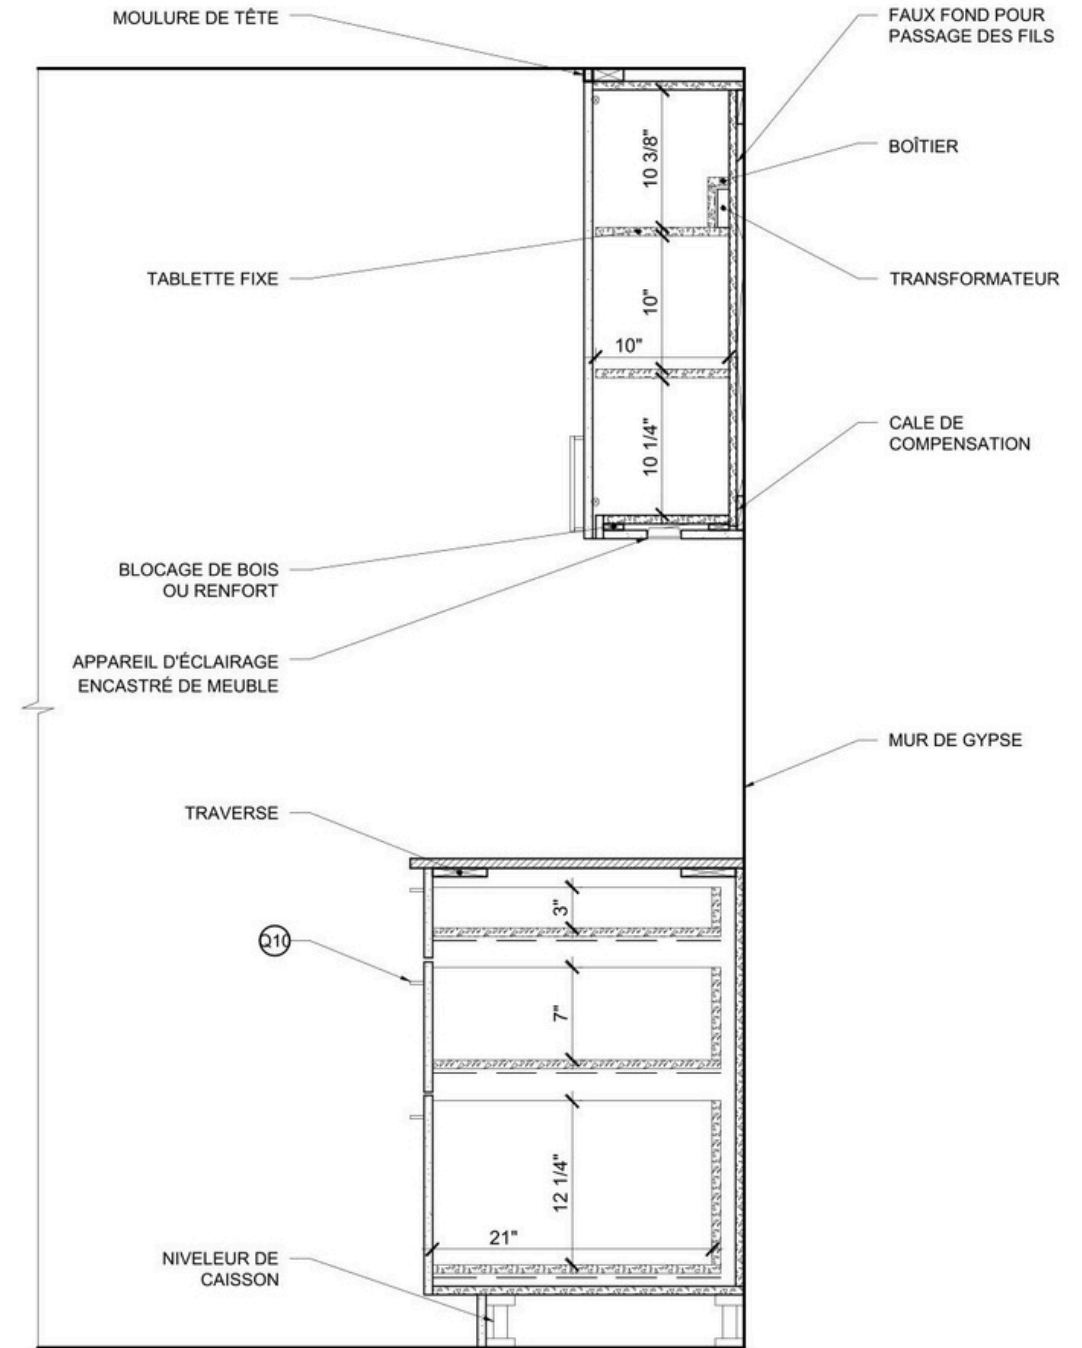 MOULURE DE TÊTE
FAUX FOND POUR
PASSAGE DES FILS
10 3/8"
BOÎTIER
TABLETTE FIXE
TRANSFORMATEUR
10"
10"
10 1/4"
CALE DE
COMPENSATION
BLOCAGE DE BOIS
OU RENFORT
APPAREIL D'ÉCLAIRAGE
ENCASTRÉ DE MEUBLE
MUR DE GYPSE
TRAVERSE
3"
Q10
7"
12 1/4"
21"
NIVELEUR DE
CAISSON